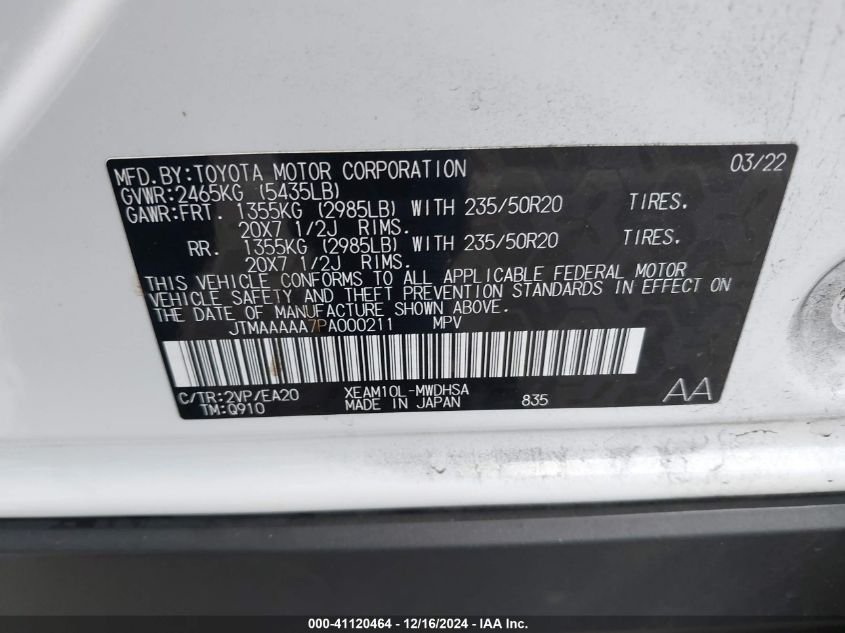 MFD.BY:TOYOTA MOTOR CORPORATION 03/22
GVWR:2465KG (5435LB)
GAWR:FRT. 1355KG (2985LB) WITH 235/50R20 TIRES.
20X7 1/2J RIMS.
RR. 1355KG (2985LB) WITH 235/50R20 TIRES.
20X7 1/2J RIMS.
THIS VEHICLE CONFORMS TO ALL APPLICABLE FEDERAL MOTOR
VEHICLE SAFETY AND THEFT PREVENTION STANDARDS IN EFFECT ON
THE DATE OF MANUFACTURE SHOWN ABOVE.
JTMAAAAA7PA000211 MPV
C/TR:2VP/EA20 XEAM10L-MWDHSA AA
TM:Q910 MADE IN JAPAN 835
000-41120464 - 12/16/2024 - IAA Inc.